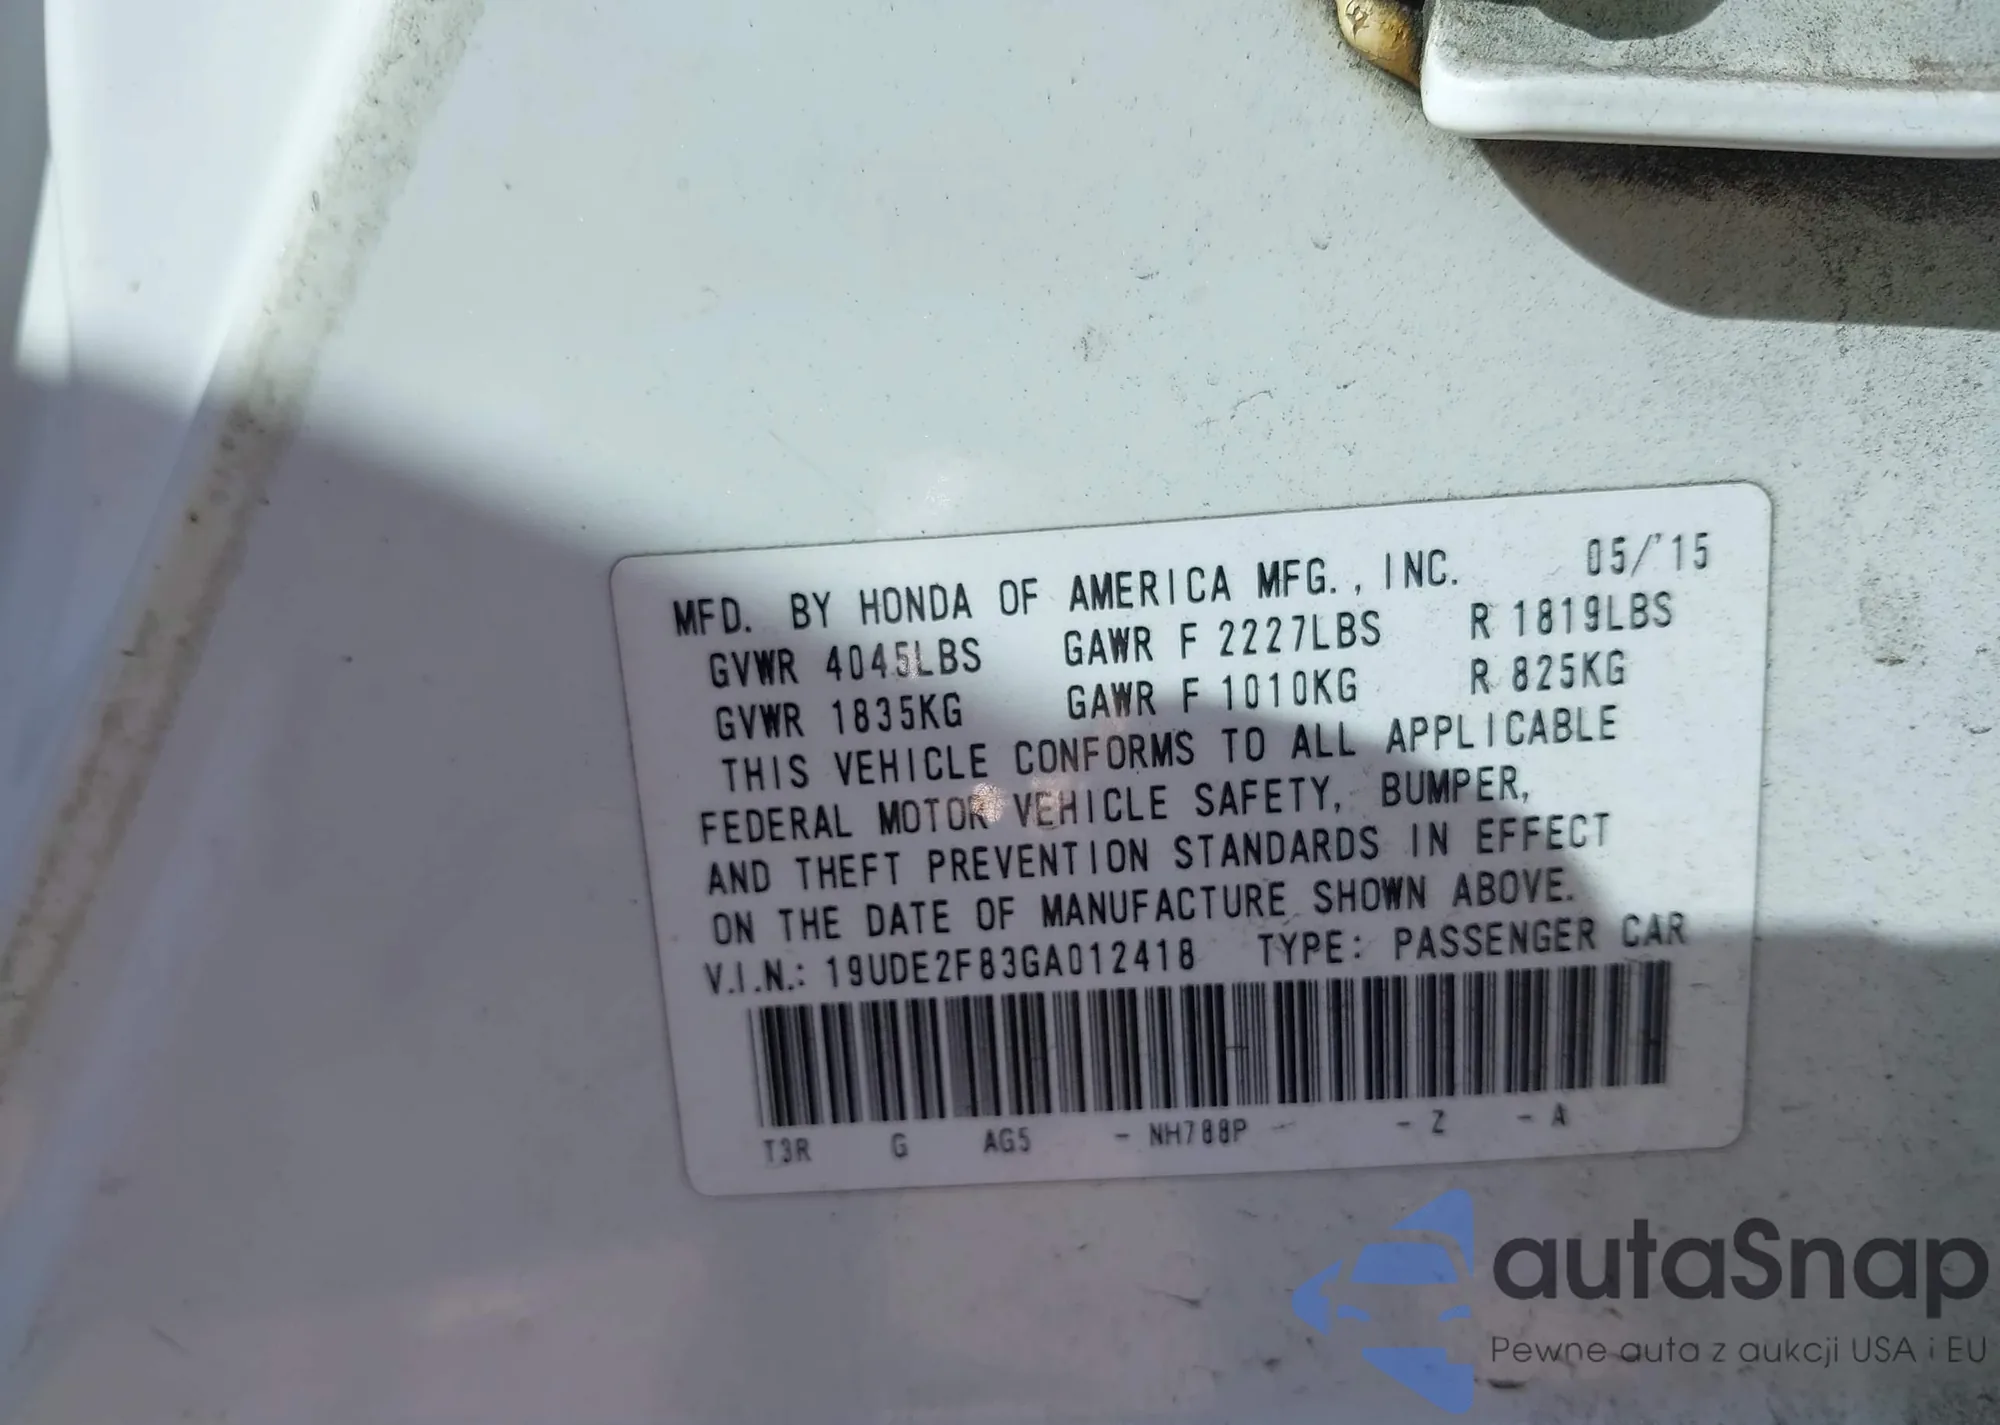 MFD. BY HONDA OF AMERICA MFG., INC. 05/'15
GVWR 4045LBS GAWR F 2227LBS R 1819LBS
GVWR 1835KG GAWR F 1010KG R 825KG
THIS VEHICLE CONFORMS TO ALL APPLICABLE
FEDERAL MOTOR VEHICLE SAFETY, BUMPER,
AND THEFT PREVENTION STANDARDS IN EFFECT
ON THE DATE OF MANUFACTURE SHOWN ABOVE.
V.I.N.: 19UDE2F83GA012418 TYPE: PASSENGER CAR
T3R G AG5 - NH788P - - Z - A
autaSnap
Pewne auta z aukcji USA i EU